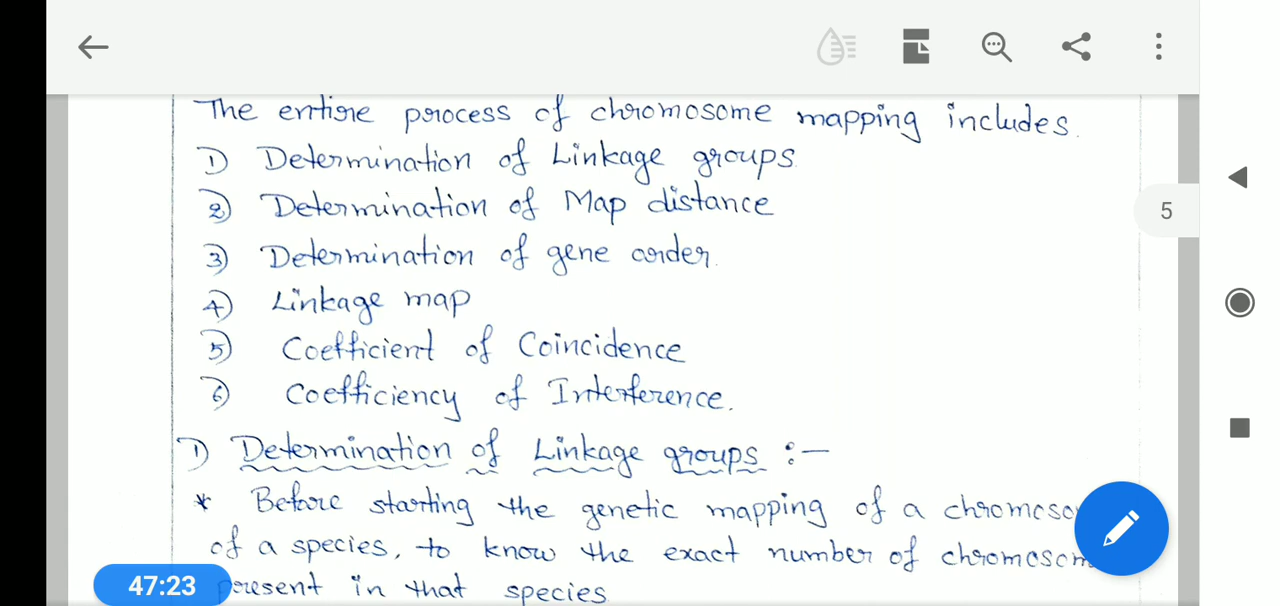 The entire process of chromosome mapping includes.
1) Determination of Linkage groups.
2) Determination of Map distance
5
3) Determination of gene order.
4) Linkage map
5) Coefficient of Coincidence
6) Coefficiency of Interference.
1) Determination of Linkage groups :-
* Before starting the genetic mapping of a chromoso
of a species, to know the exact number of chromosom
47:23 present in that species